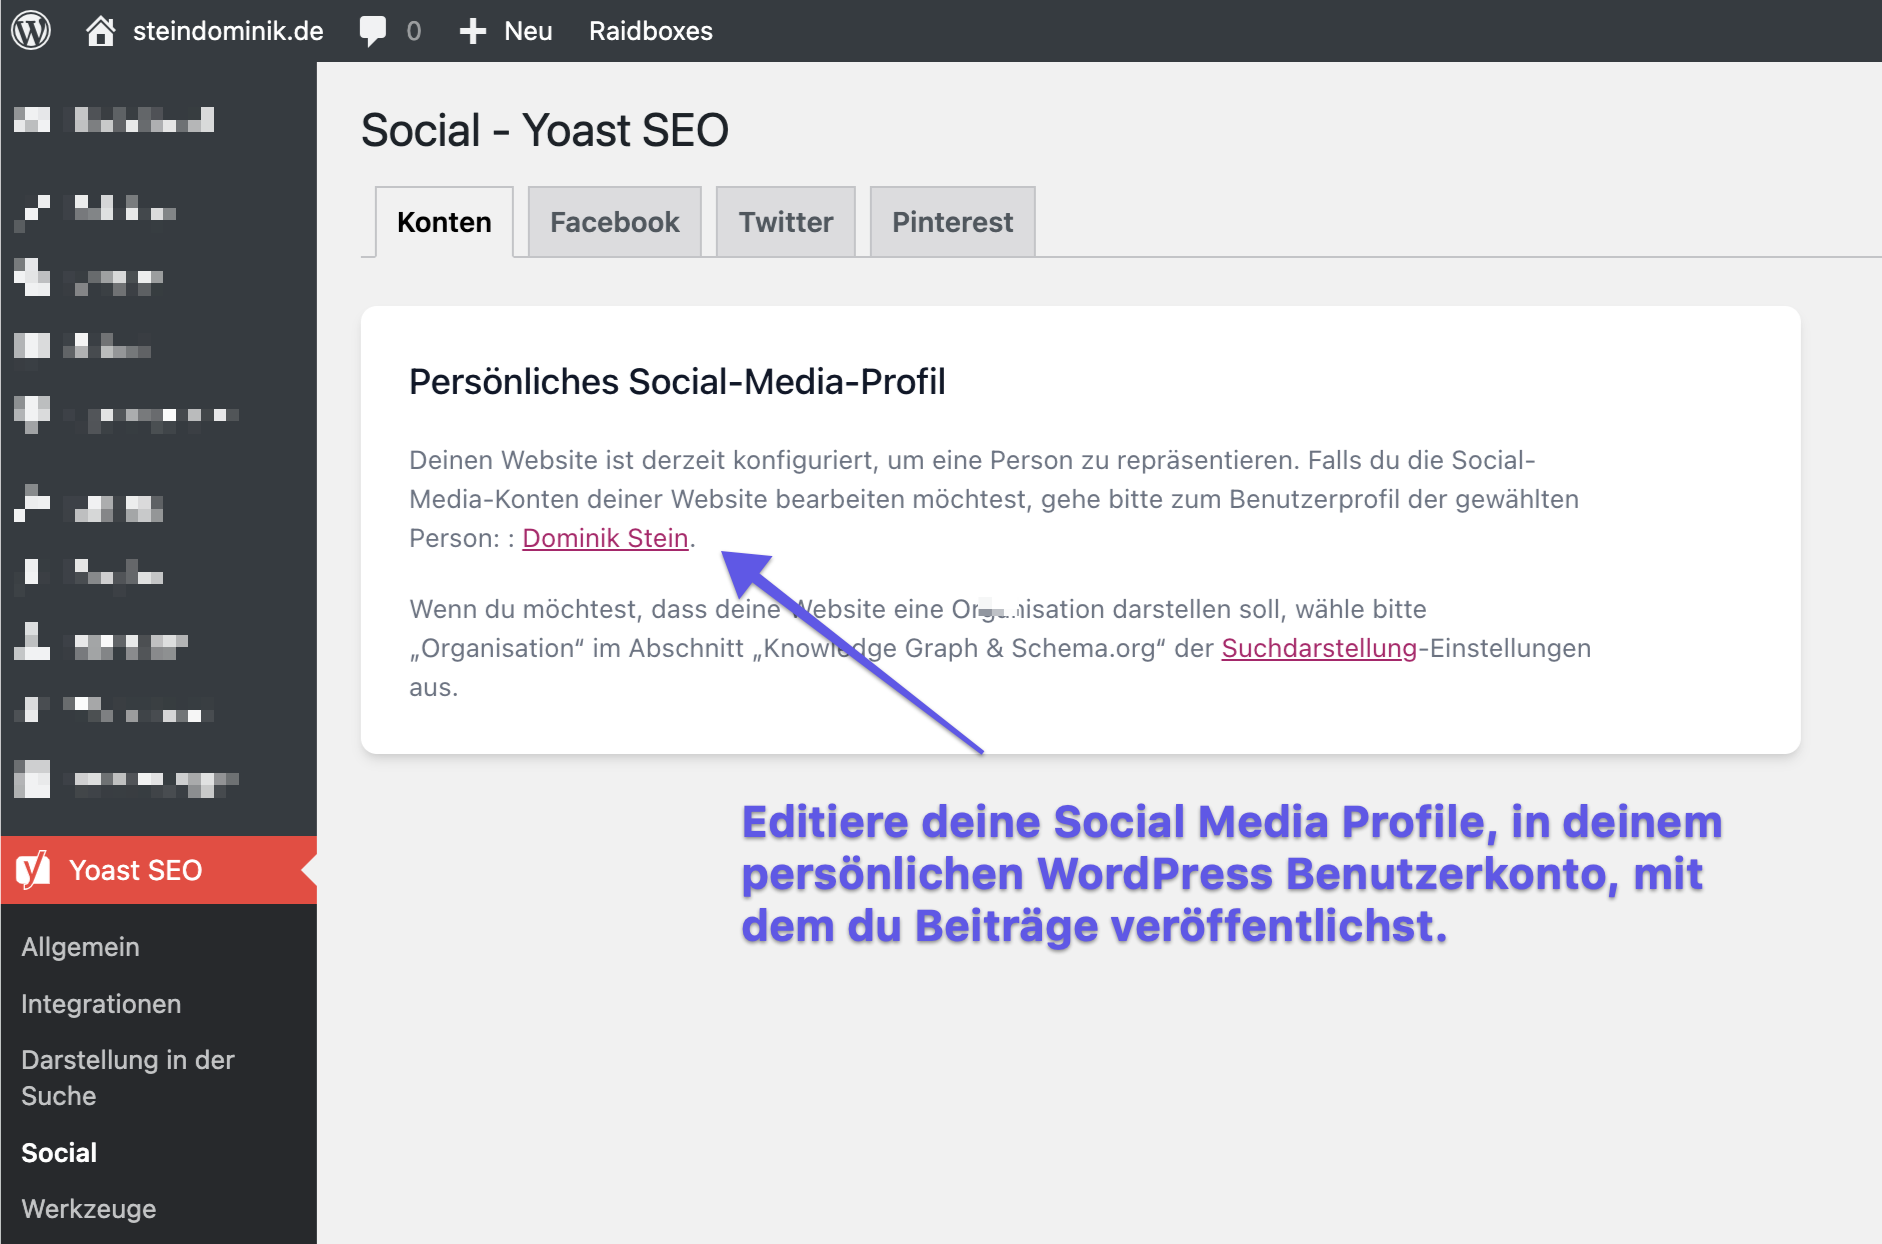 steindominik.de 0 Neu Raidboxes
Social - Yoast SEO
Konten Facebook Twitter Pinterest
Persönliches Social-Media-Profil
Deinen Website ist derzeit konfiguriert, um eine Person zu repräsentieren. Falls du die Social-
Media-Konten deiner Website bearbeiten möchtest, gehe bitte zum Benutzerprofil der gewählten
Person: : Dominik Stein.
Wenn du möchtest, dass deine Website eine Organisation darstellen soll, wähle bitte
„Organisation“ im Abschnitt „Knowledge Graph & Schema.org“ der Suchdarstellung-Einstellungen
aus.
Editiere deine Social Media Profile, in deinem
persönlichen WordPress Benutzerkonto, mit
dem du Beiträge veröffentlichst.
Yoast SEO
Allgemein
Integrationen
Darstellung in der
Suche
Social
Werkzeuge